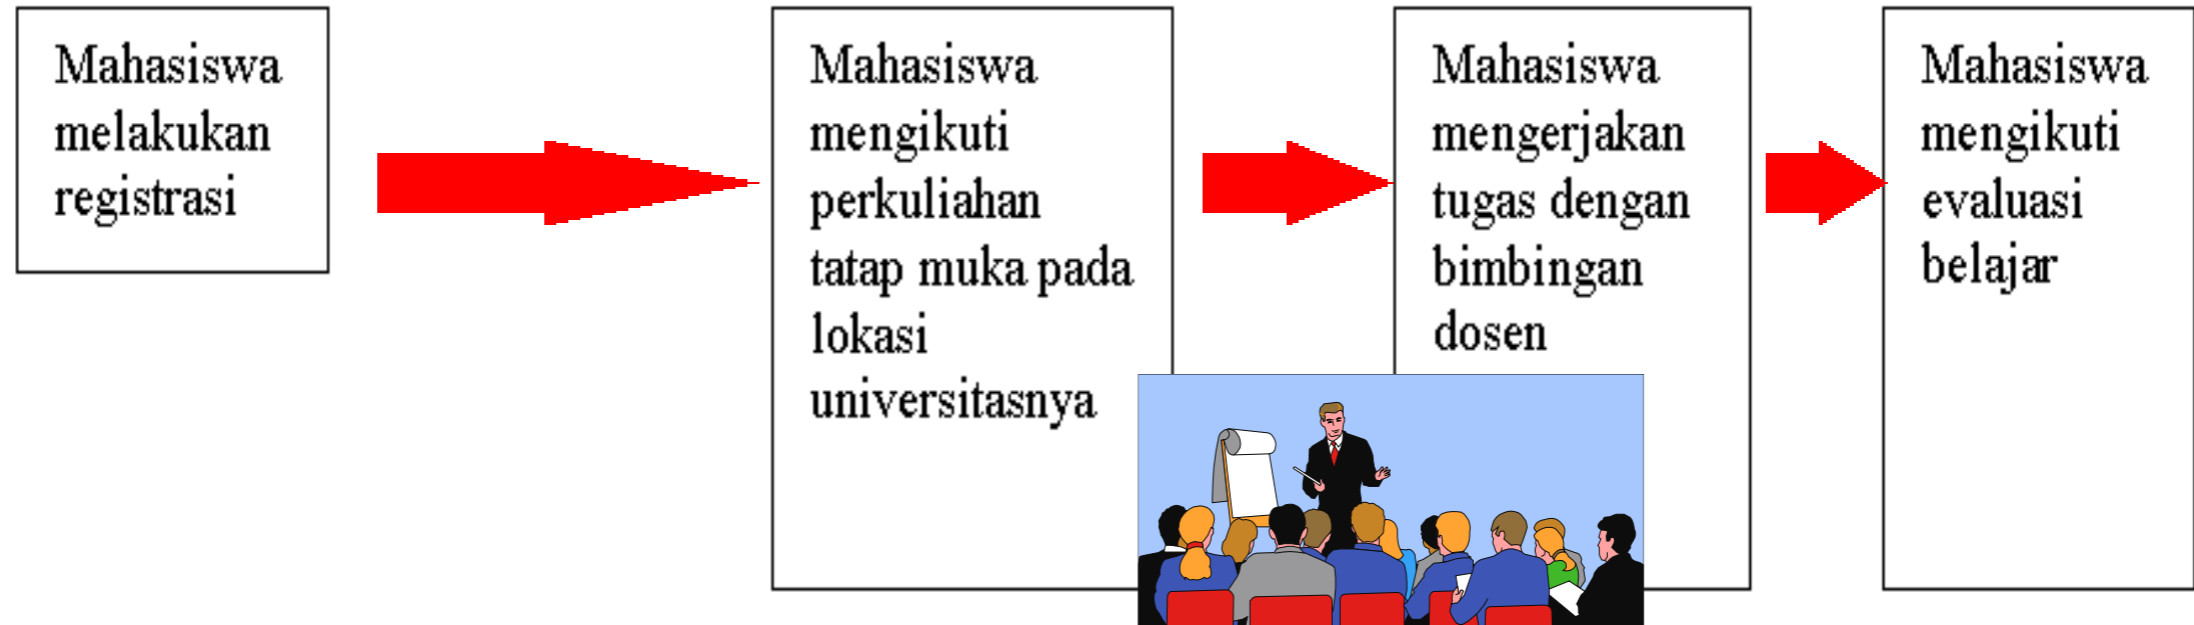 Mahasiswa
melakukan
registrasi
Mahasiswa
mengikuti
perkuliahan
tatap muka pada
lokasi
universitasnya
Mahasiswa
mengerjakan
tugas dengan
bimbingan
dosen
Mahasiswa
mengikuti
evaluasi
belajar